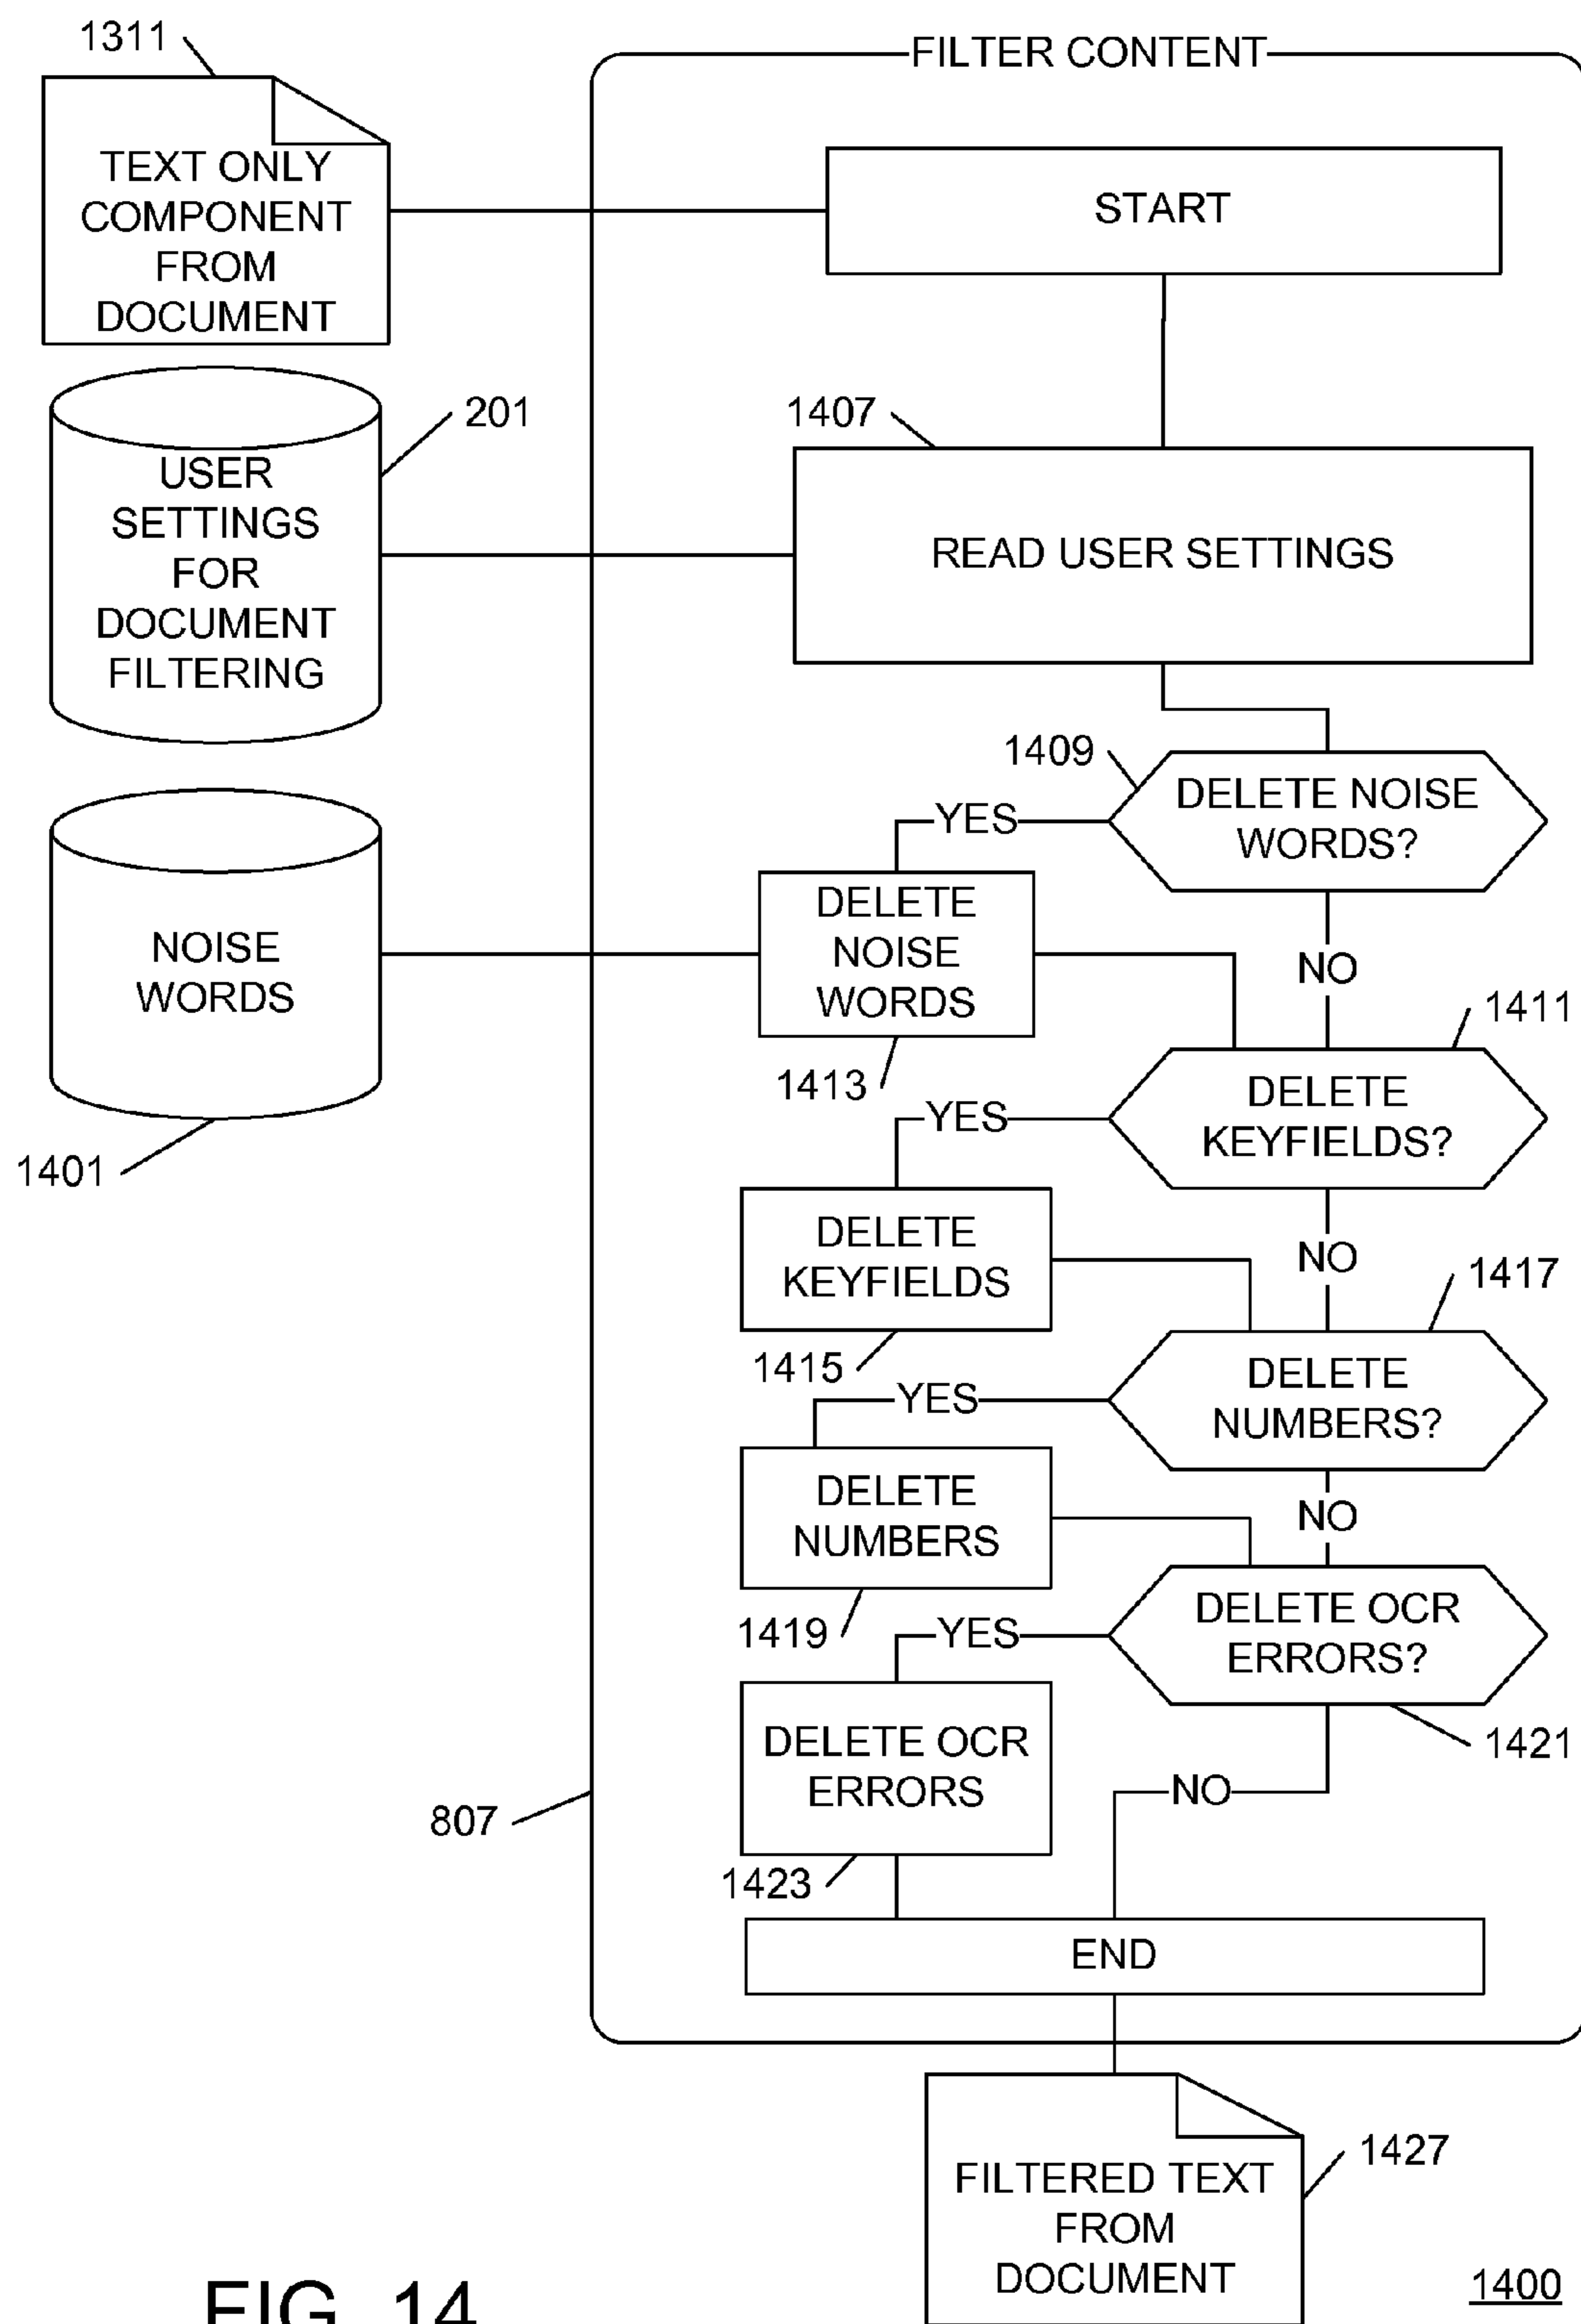 1311
FILTER CONTENT
TEXT ONLY
COMPONENT
FROM
DOCUMENT
START
201
USER
SETTINGS
FOR
DOCUMENT
FILTERING
1407
READ USER SETTINGS
1409
DELETE NOISE
WORDS?
YES
NO
NOISE
WORDS
1401
DELETE
NOISE
WORDS
1413
1411
DELETE
KEYFIELDS?
YES
NO
DELETE
KEYFIELDS
1415
1417
DELETE
NUMBERS?
YES
NO
DELETE
NUMBERS
1419
DELETE OCR
ERRORS?
1421
YES
NO
DELETE OCR
ERRORS
1423
807
END
FILTERED TEXT
FROM
DOCUMENT
1427
1400
FIG. 14